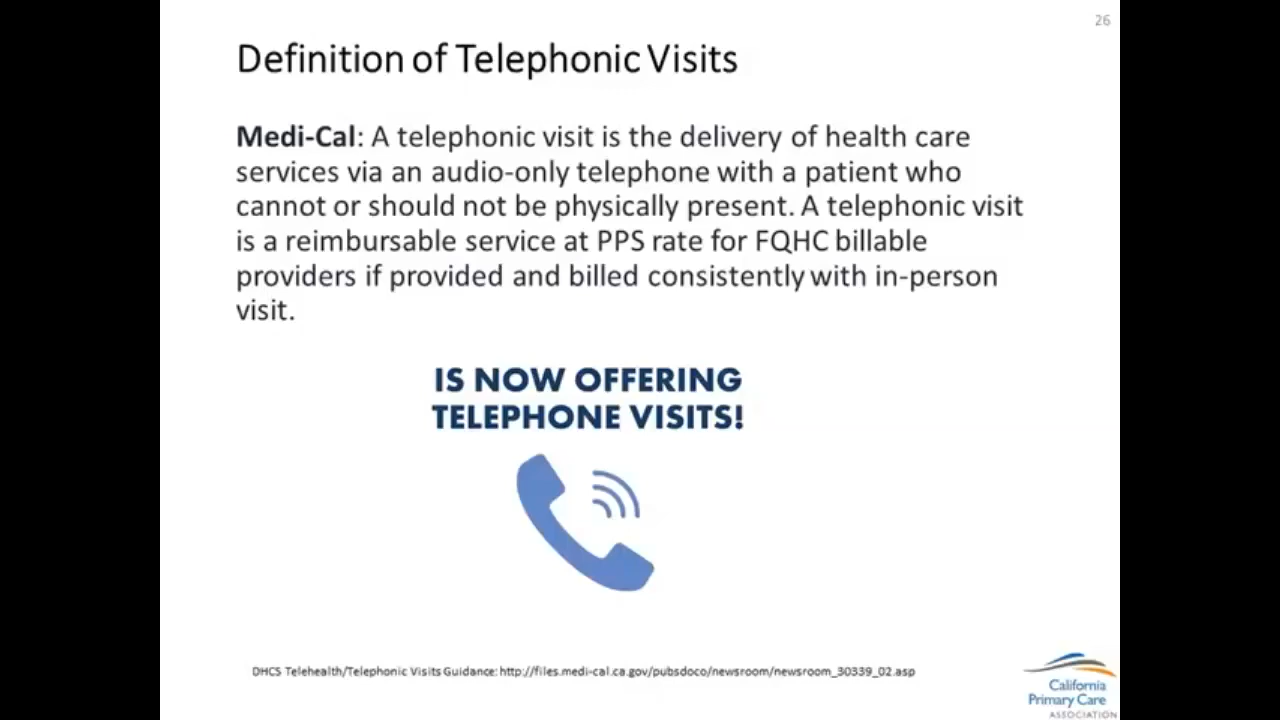 26
Definition of Telephonic Visits
Medi-Cal: A telephonic visit is the delivery of health care
services via an audio-only telephone with a patient who
cannot or should not be physically present. A telephonic visit
is a reimbursable service at PPS rate for FQHC billable
providers if provided and billed consistently with in-person
visit.
IS NOW OFFERING
TELEPHONE VISITS!
DHCS Telehealth/Telephonic Visits Guidance: http://files.medi-cal.ca.gov/pubsdoco/newsroom/newsroom_30339_02.asp
California
Primary Care
ASSOCIATION